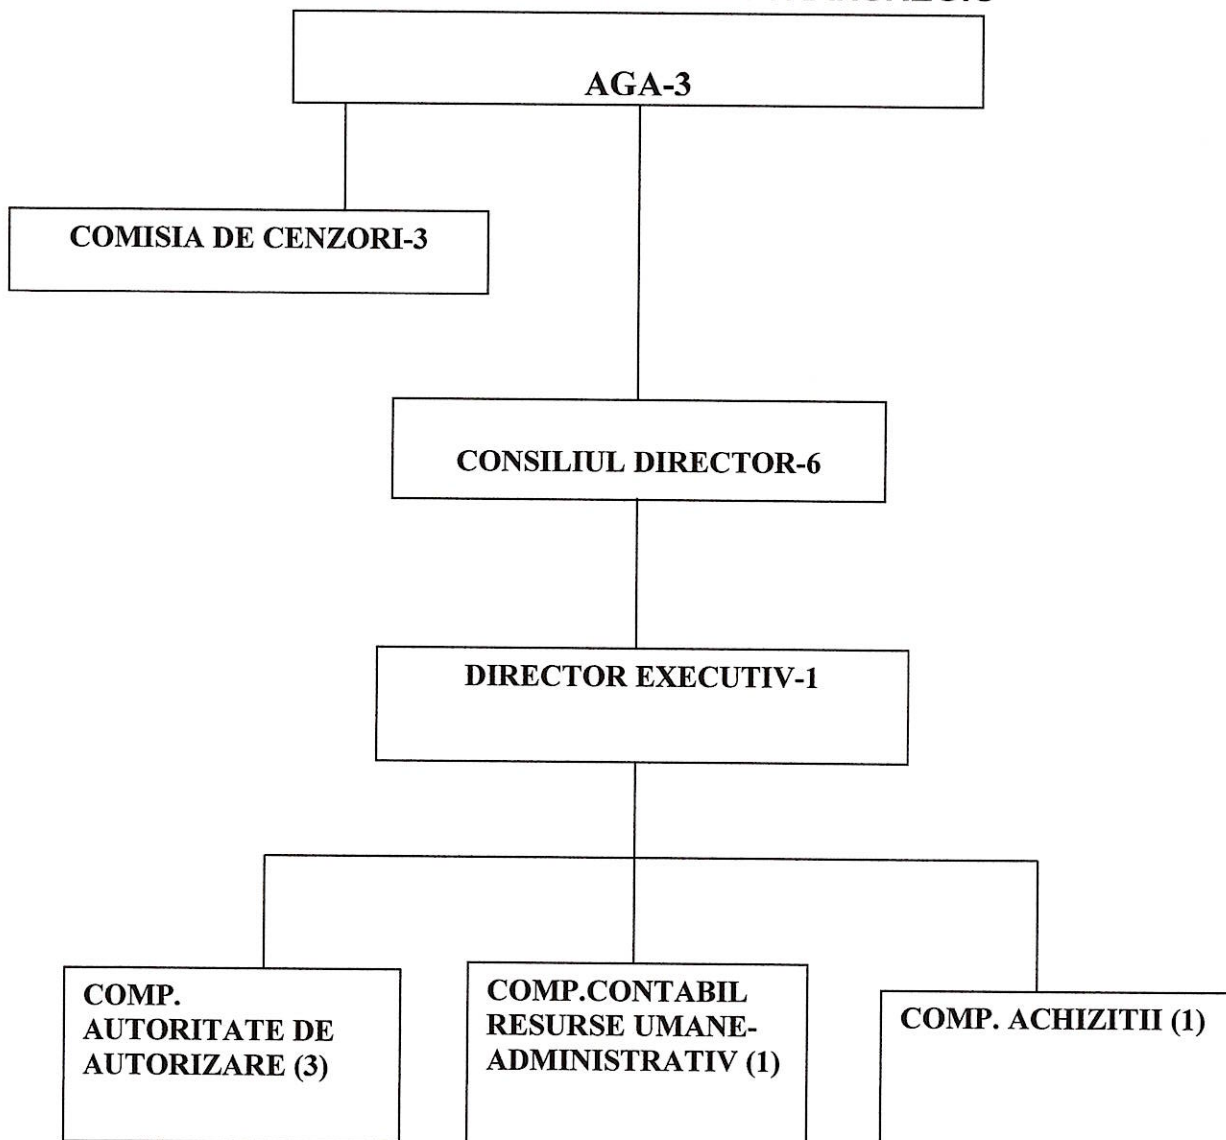 AGA-3
COMISIA DE CENZORI-3
CONSILIUL DIRECTOR-6
DIRECTOR EXECUTIV-1
COMP.
AUTORITATE DE
AUTORIZARE (3)
COMP.CONTABIL
RESURSE UMANE-
ADMINISTRATIV (1)
COMP. ACHIZITII (1)